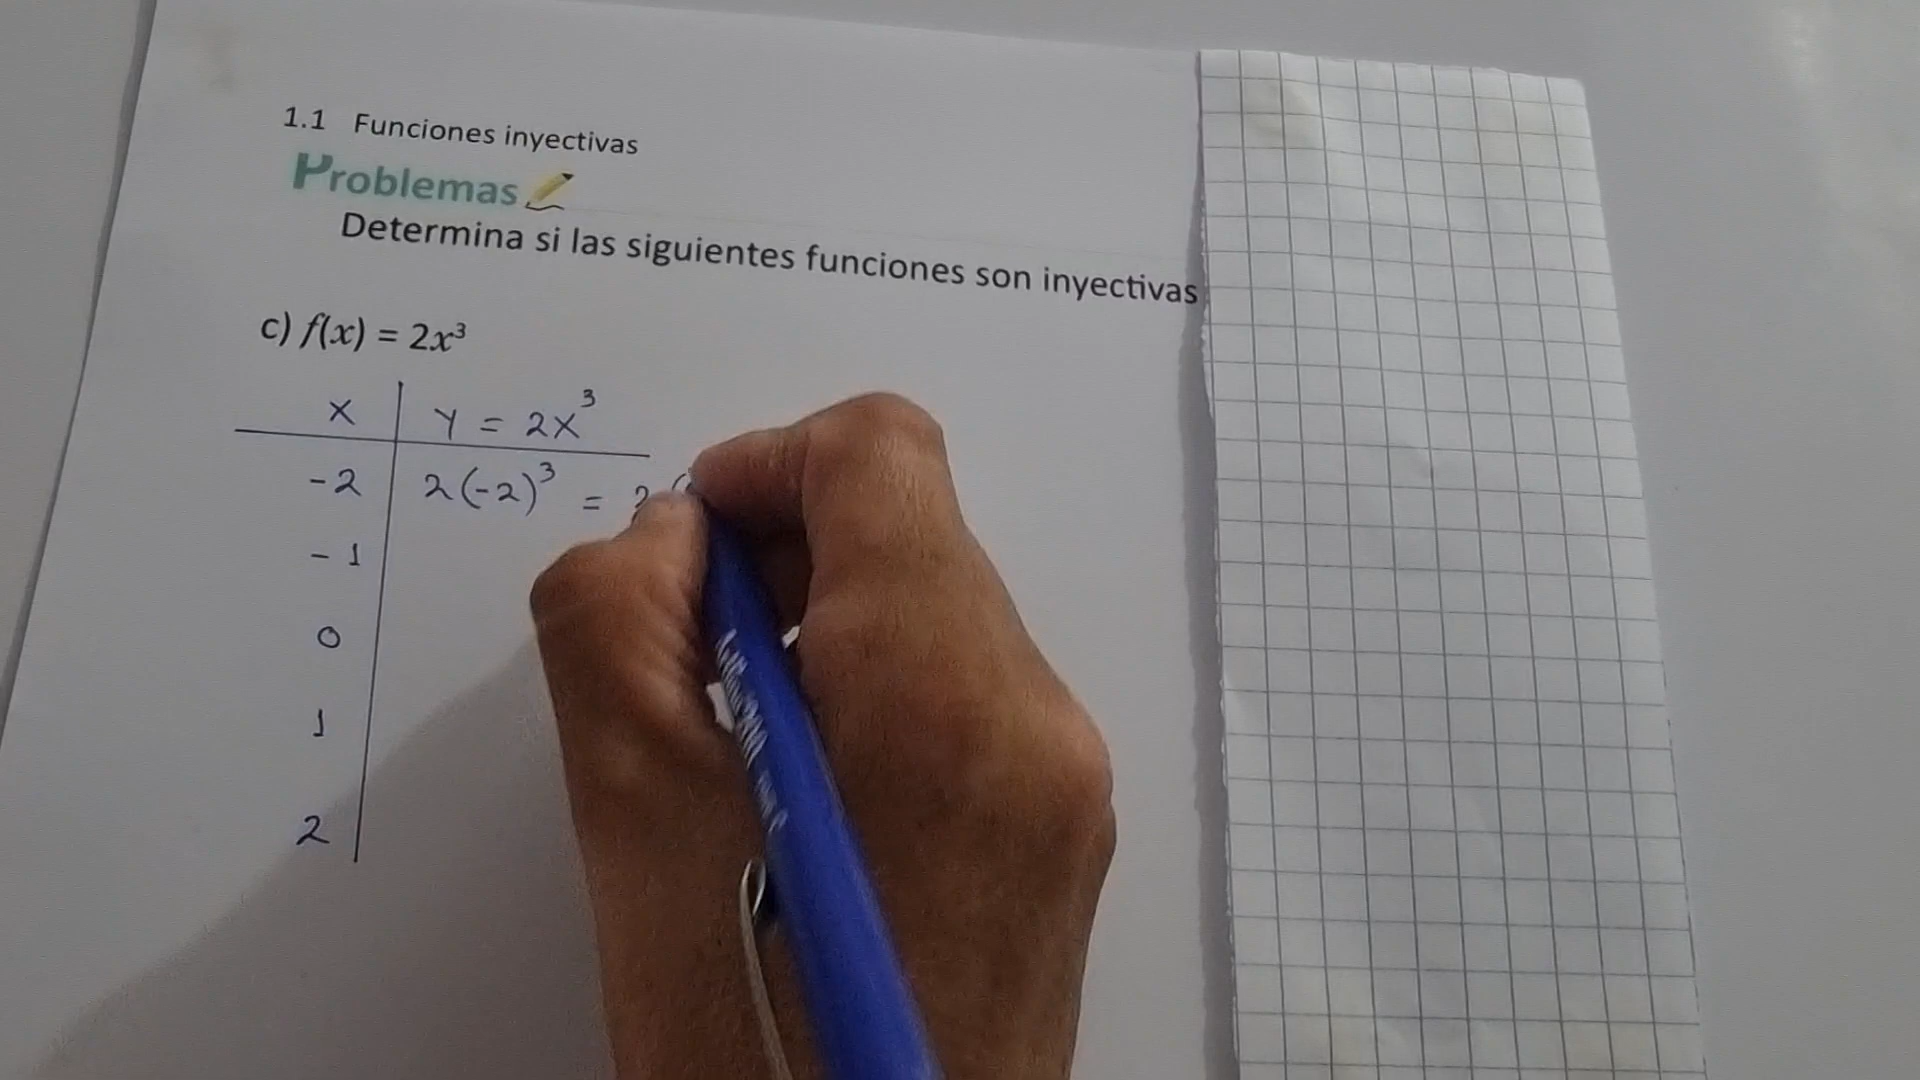 1.1 Funciones inyectivas
Problemas
Determina si las siguientes funciones son inyectivas
c) f(x) = 2x³
x y = 2x³
-2 2(-2)³ = 2(
-1
0
1
2